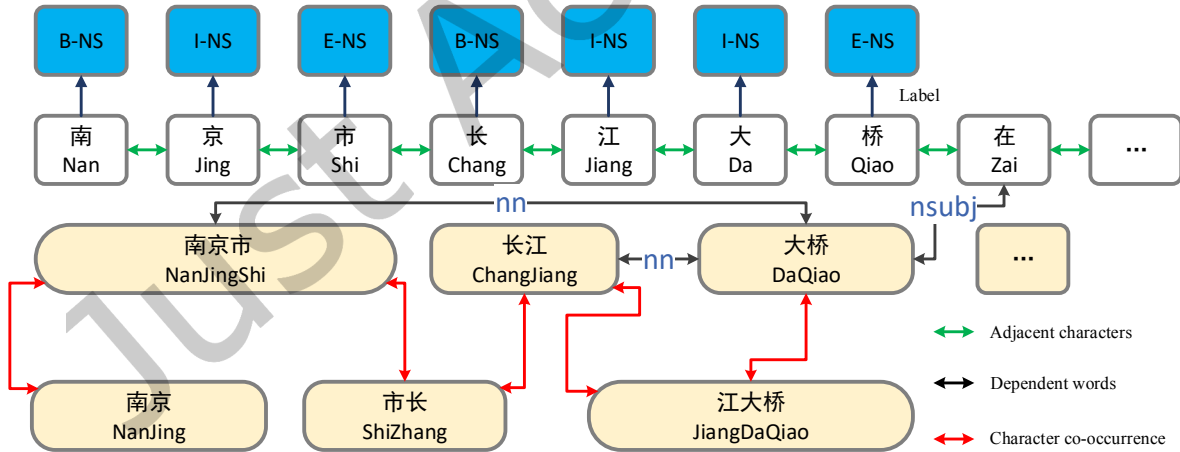 B-NS I-NS E-NS B-NS I-NS I-NS E-NS
Label
南 京 市 长 江 大 桥 在 ...
Nan Jing Shi Chang Jiang Da Qiao Zai
nn nsubj
南京市 长江 大桥 ...
NanJingShi ChangJiang nn DaQiao
Adjacent characters
Dependent words
南京 市长 江大桥
NanJing ShiZhang JiangDaQiao
Character co-occurrence
Just Ac